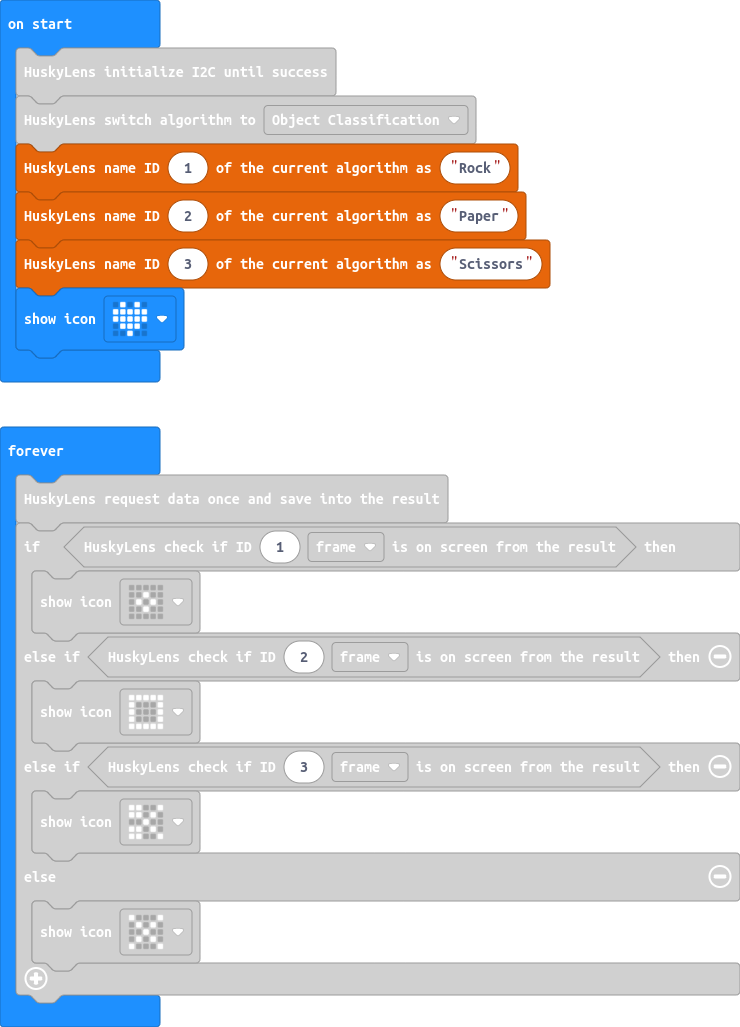 on start
HuskyLens initialize I2C until success
HuskyLens switch algorithm to Object Classification
HuskyLens name ID 1 of the current algorithm as "Rock"
HuskyLens name ID 2 of the current algorithm as "Paper"
HuskyLens name ID 3 of the current algorithm as "Scissors"
show icon
forever
HuskyLens request data once and save into the result
if HuskyLens check if ID 1 frame is on screen from the result then
show icon
else if HuskyLens check if ID 2 frame is on screen from the result then
show icon
else if HuskyLens check if ID 3 frame is on screen from the result then
show icon
else
show icon